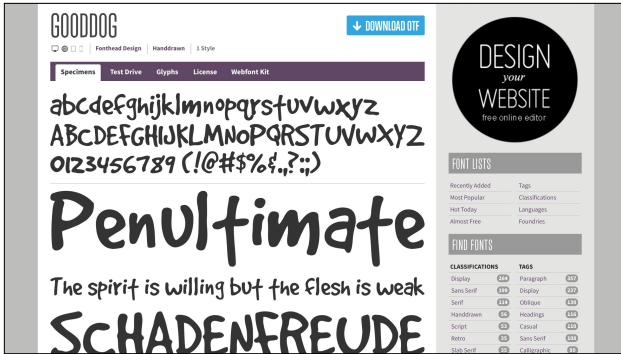 GOODDOG
DOWNLOAD OTF
Fonthead Design Handdrawn 1 Style
Specimens Test Drive Glyphs License Webfont Kit
abcdefghijklmnopqrstuvwxyz
ABCDEFGHIJKLMNOPQRSTUVWXYZ
0123456789 (!@#$%&.,?:;)
Penultimate
The spirit is willing but the flesh is weak
SCHADENFREUDE
DESIGN
your
WEBSITE
free online editor
FONT LISTS
Recently Added Tags
Most Popular Classifications
Hot Today Languages
Almost Free Foundries
FIND FONTS
CLASSIFICATIONS TAGS
Display Paragraph
Sans Serif Display
Serif Oblique
Handdrawn Headings
Script Casual
Retro Sans Serif
Slab Serif Calligraphic